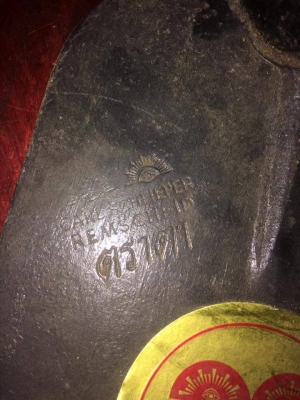 CARL SCHLIEPER
REMSCHEID
ตราตา